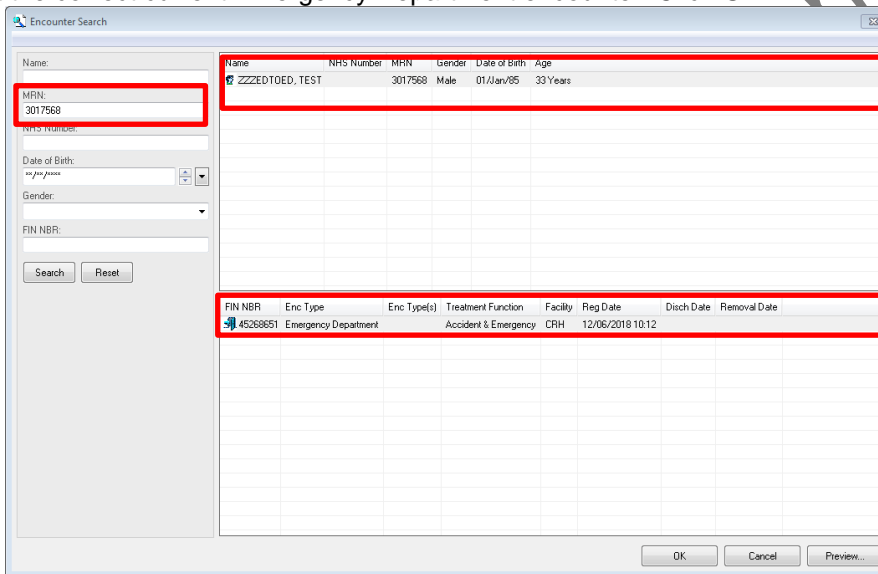 Encounter Search
Name:
MRN:
3017568
NHS Number:
Date of Birth:
**/**/****
Gender:
FIN NBR:
Search Reset
Name NHS Number MRN Gender Date of Birth Age
ZZZEDTOED, TEST 3017568 Male 01/Jan/85 33 Years
FIN NBR Enc Type Enc Type(s) Treatment Function Facility Reg Date Disch Date Removal Date
45268651 Emergency Department Accident & Emergency CRH 12/06/2018 10:12
OK Cancel Preview...